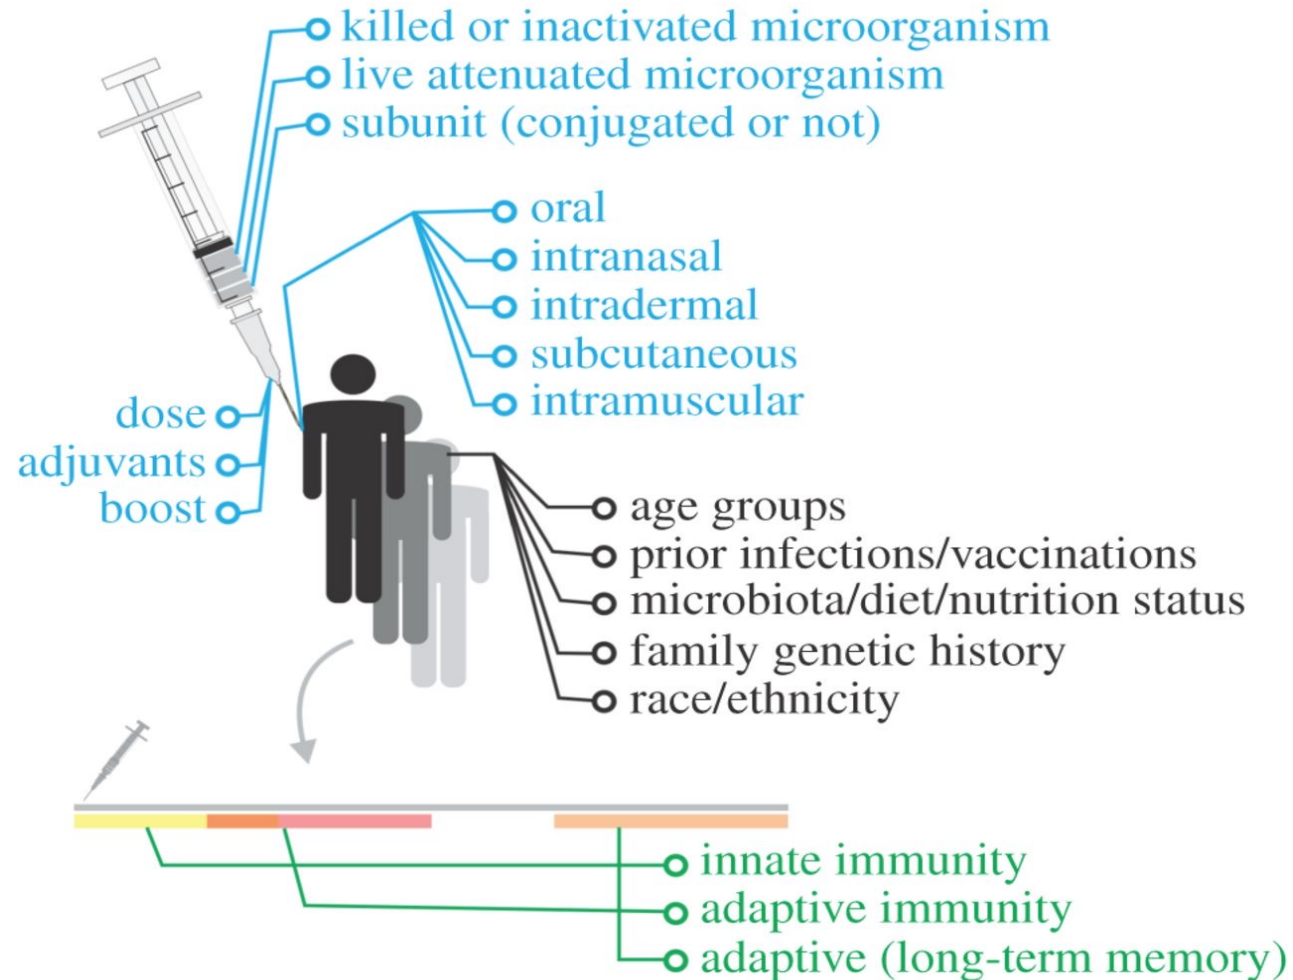 killed or inactivated microorganism
live attenuated microorganism
subunit (conjugated or not)
oral
intranasal
intradermal
subcutaneous
intramuscular
dose
adjuvants
boost
age groups
prior infections/vaccinations
microbiota/diet/nutrition status
family genetic history
race/ethnicity
innate immunity
adaptive immunity
adaptive (long-term memory)